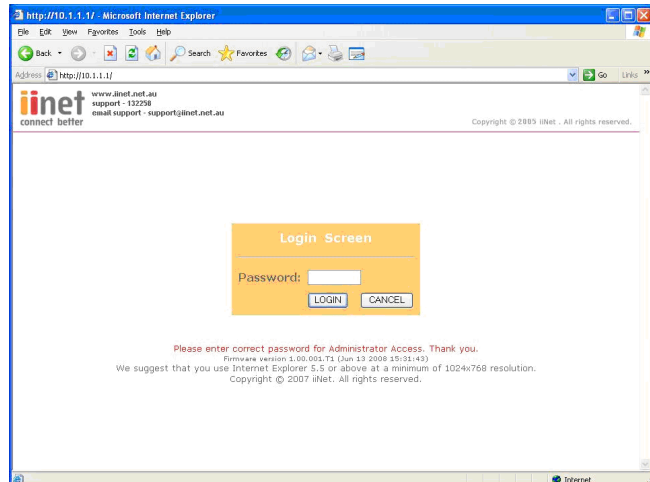 http://10.1.1.1/ - Microsoft Internet Explorer
File Edit View Favorites Tools Help
Back Search Favorites
Address http://10.1.1.1/ Go Links »
iinet
connect better
www.iinet.net.au
support - 132258
email support - support@iinet.net.au
Copyright © 2005 iiNet . All rights reserved.
Login Screen
Password:
LOGIN CANCEL
Please enter correct password for Administrator Access. Thank you.
Firmware version 1.00.001.T1 (Jun 13 2008 15:31:43)
We suggest that you use Internet Explorer 5.5 or above at a minimum of 1024x768 resolution.
Copyright © 2007 iiNet. All rights reserved.
Internet